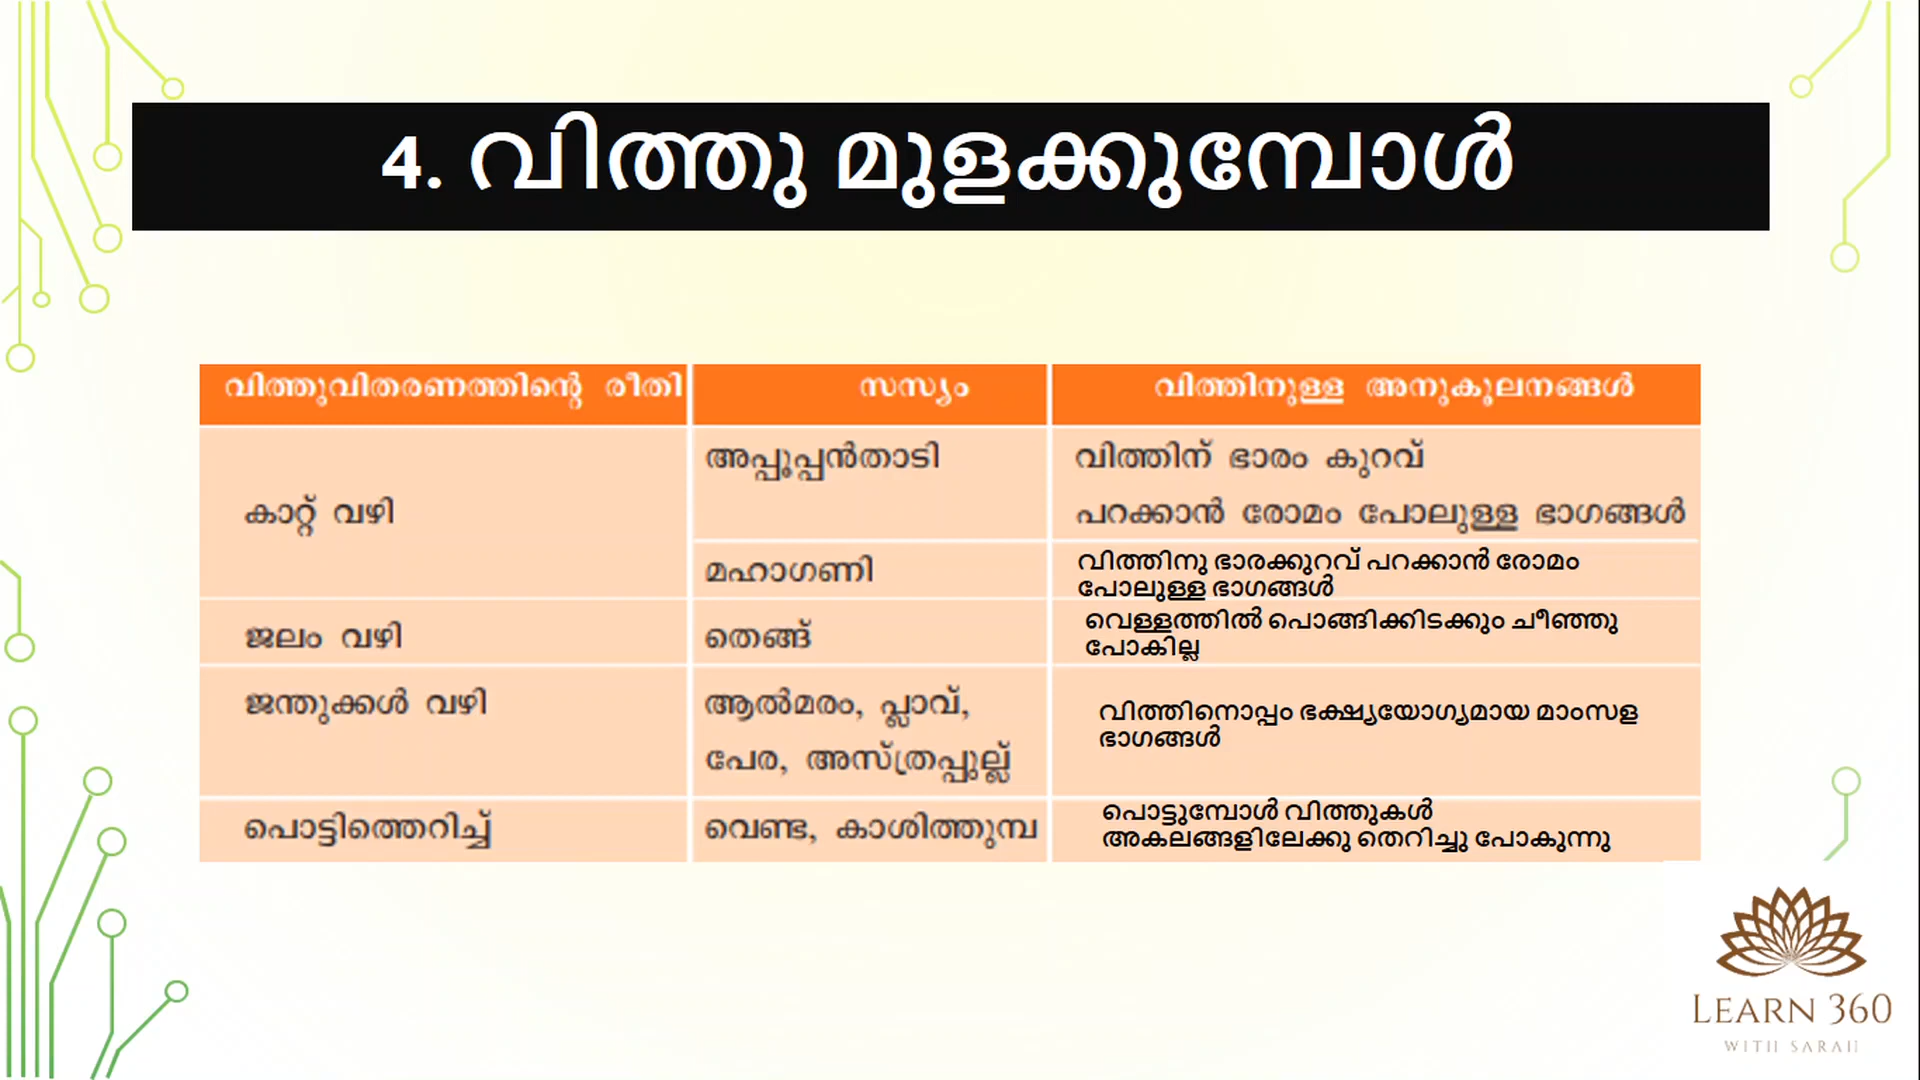 4. വിത്തു മുളക്കുമ്പോൾ
വിത്തുവിതരണത്തിന്റെ രീതി
സസ്യം
വിത്തിനുള്ള അനുകൂലനങ്ങൾ
കാറ്റ് വഴി
അപ്പൂപ്പൻതാടി
വിത്തിന് ഭാരം കുറവ്
പറക്കാൻ രോമം പോലുള്ള ഭാഗങ്ങൾ
മഹാഗണി
വിത്തിനു ഭാരക്കുറവ് പറക്കാൻ രോമം
പോലുള്ള ഭാഗങ്ങൾ
ജലം വഴി
തെങ്ങ്
വെള്ളത്തിൽ പൊങ്ങിക്കിടക്കും ചീഞ്ഞു
പോകില്ല
ജന്തുക്കൾ വഴി
ആൽമരം, പ്ലാവ്,
പേര, അസ്ത്രപ്പുല്ല്
വിത്തിനൊപ്പം ഭക്ഷ്യയോഗ്യമായ മാംസള
ഭാഗങ്ങൾ
പൊട്ടിത്തെറിച്ച്
വെണ്ട, കാശിത്തുമ്പ
പൊട്ടുമ്പോൾ വിത്തുകൾ
അകലങ്ങളിലേക്കു തെറിച്ചു പോകുന്നു
LEARN 360
WITH SARAH